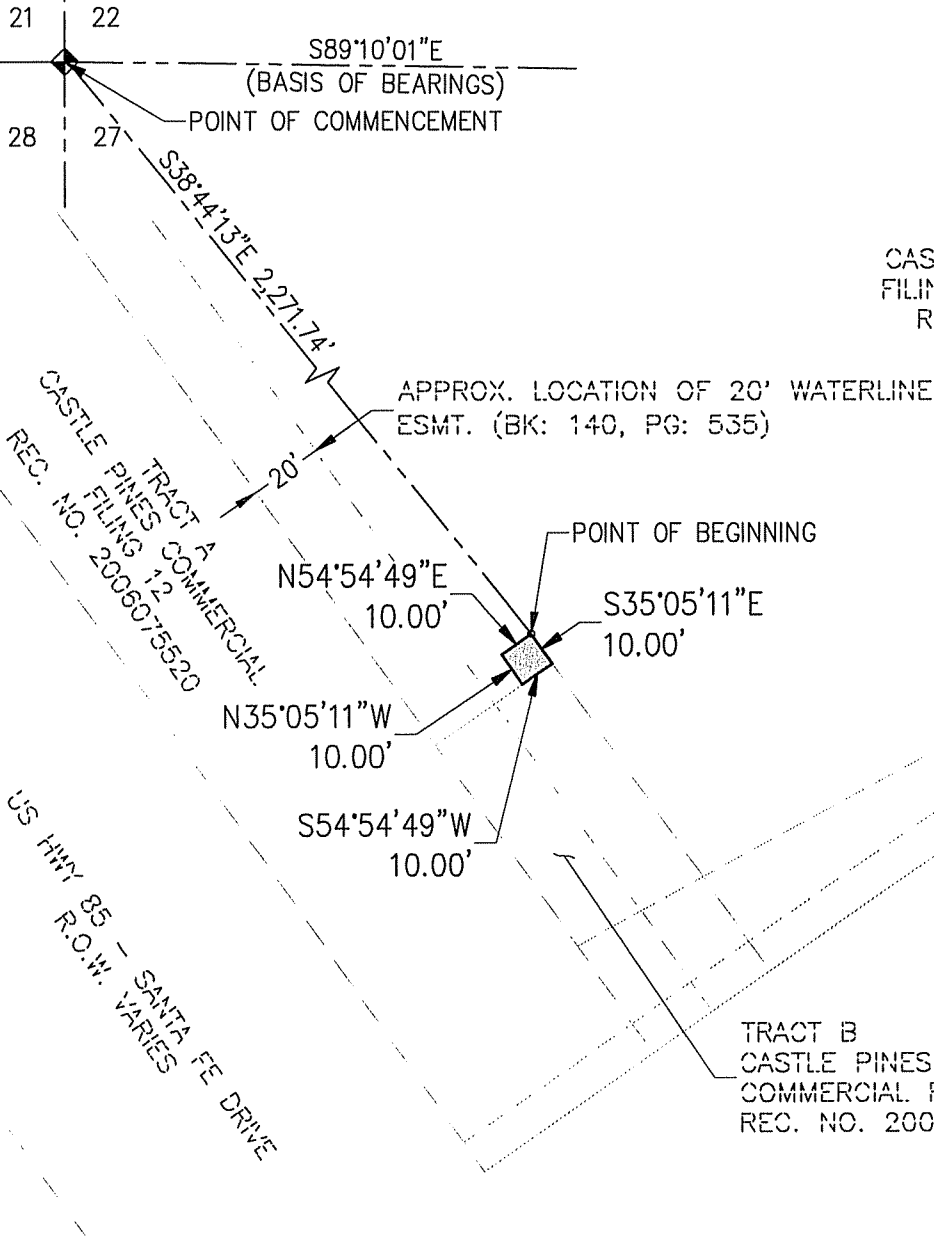 21 22
S89°10'01"E
(BASIS OF BEARINGS)
POINT OF COMMENCEMENT
28 27
S38°44'13"E 2,271.74'
CAS
FILIN
R
APPROX. LOCATION OF 20' WATERLINE
ESMT. (BK: 140, PG: 535)
20'
TRACT A
CASTLE PINES COMMERCIAL
FILING 12
REC. NO. 2006075520
POINT OF BEGINNING
N54°54'49"E
10.00'
S35°05'11"E
10.00'
N35°05'11"W
10.00'
S54°54'49"W
10.00'
US HWY 85 – SANTA FE DRIVE
R.O.W. VARIES
TRACT B
CASTLE PINES
COMMERCIAL F
REC. NO. 200